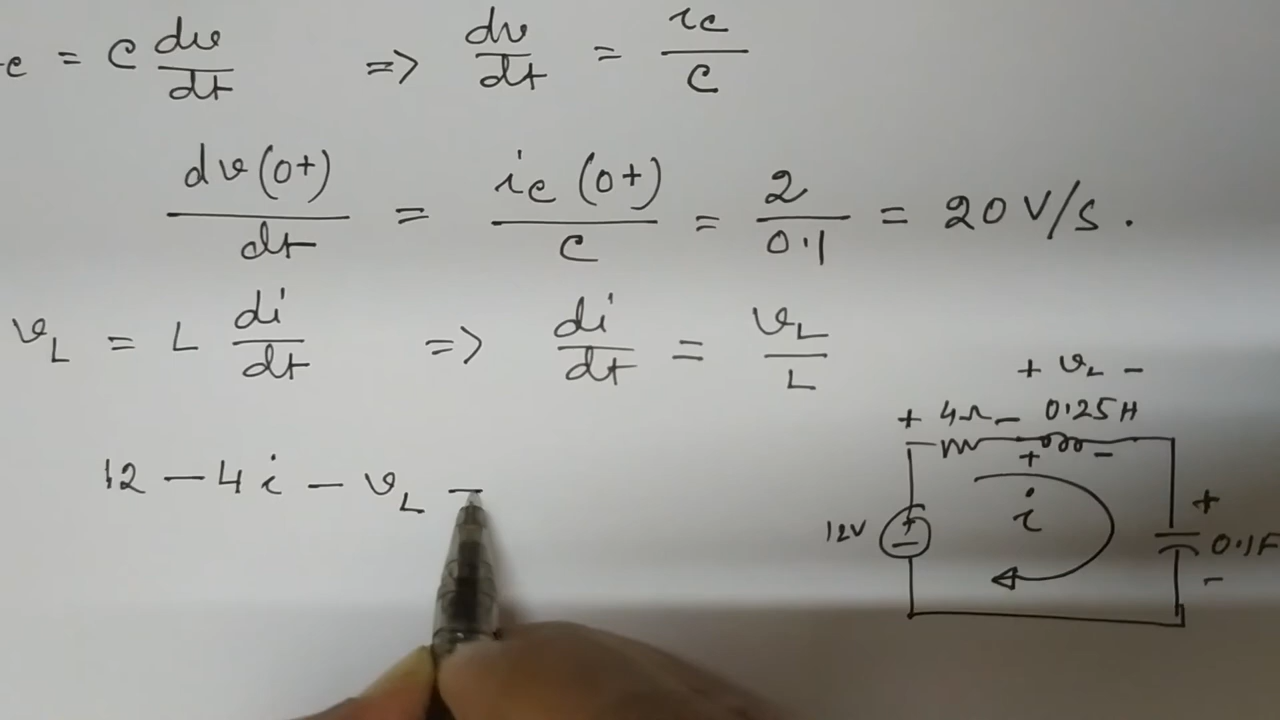 c = C dv/dt => dv/dt = ic/C
dv(0+)/dt = ic(0+)/C = 2/0.1 = 20 V/s.
vL = L di/dt => di/dt = vL/L
+ vL -
+ 4Ω - 0.25H
+ -
12 - 4i - vL -
i
+
12V + -
0.1F
-